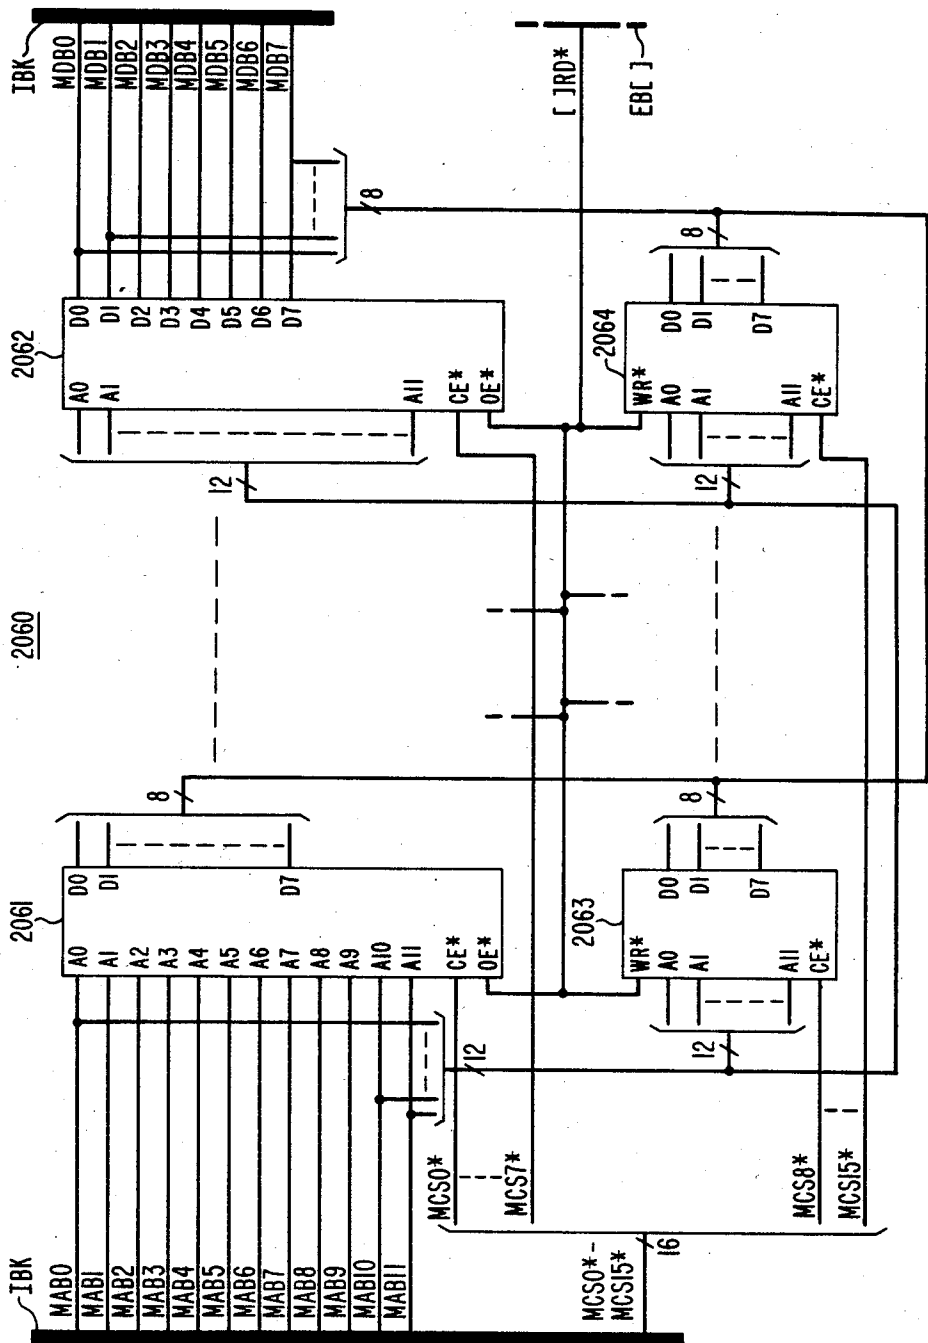 IBK
MDB0
MDB1
MDB2
MDB3
MDB4
MDB5
MDB6
MDB7
[ ]RD*
EB[ ]
8
2062
D0
D1
D2
D3
D4
D5
D6
D7
A0
A1
A11
CE*
OE*
12
2064
8
D0
D1
D7
WR*
A0
A1
A11
CE*
12
2060
2061
8
D0
D1
D7
A0
A1
A2
A3
A4
A5
A6
A7
A8
A9
A10
A11
CE*
OE*
12
2063
8
D0
D1
D7
WR*
A0
A1
A11
CE*
12
MCS0*
MCS7*
MCS8*
MCS15*
IBK
MAB0
MAB1
MAB2
MAB3
MAB4
MAB5
MAB6
MAB7
MAB8
MAB9
MAB10
MAB11
MCS0*-
MCS15*
16